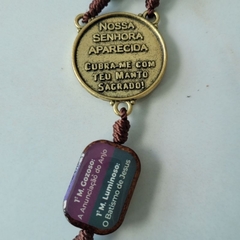 NOSSA
SENHORA
APARECIDA
CUBRA-ME COM
TEU MANTO
SAGRADO!
1º M. Gozoso:
A Anunciação do Anjo
1º M. Luminoso:
O Batismo de Jesus